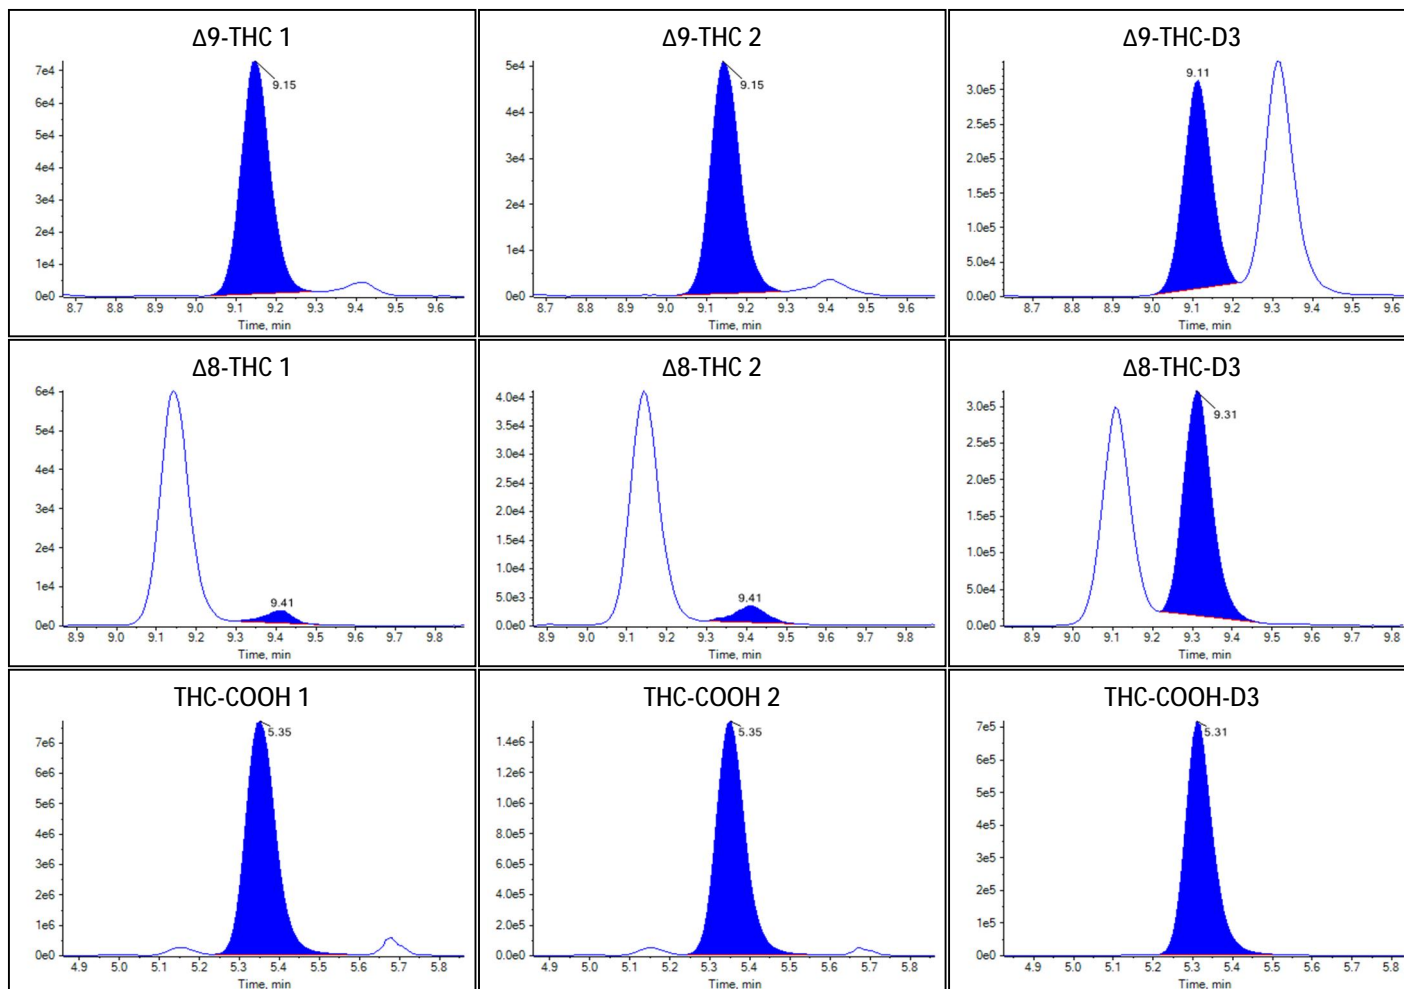 Δ9-THC 1
7e4
6e4
5e4
4e4
3e4
2e4
1e4
0e0
9.15
8.7 8.8 8.9 9.0 9.1 9.2 9.3 9.4 9.5 9.6
Time, min
Δ9-THC 2
5e4
4e4
3e4
2e4
1e4
0e0
9.15
8.7 8.8 8.9 9.0 9.1 9.2 9.3 9.4 9.5 9.6
Time, min
Δ9-THC-D3
3.0e5
2.5e5
2.0e5
1.5e5
1.0e5
5.0e4
0.0e0
9.11
8.7 8.8 8.9 9.0 9.1 9.2 9.3 9.4 9.5 9.6
Time, min
Δ8-THC 1
6e4
5e4
4e4
3e4
2e4
1e4
0e0
9.41
8.9 9.0 9.1 9.2 9.3 9.4 9.5 9.6 9.7 9.8
Time, min
Δ8-THC 2
4.0e4
3.5e4
3.0e4
2.5e4
2.0e4
1.5e4
1.0e4
5.0e3
0.0e0
9.41
8.9 9.0 9.1 9.2 9.3 9.4 9.5 9.6 9.7 9.8
Time, min
Δ8-THC-D3
3.0e5
2.5e5
2.0e5
1.5e5
1.0e5
5.0e4
0.0e0
9.31
8.9 9.0 9.1 9.2 9.3 9.4 9.5 9.6 9.7 9.8
Time, min
THC-COOH 1
7e6
6e6
5e6
4e6
3e6
2e6
1e6
0e0
5.35
4.9 5.0 5.1 5.2 5.3 5.4 5.5 5.6 5.7 5.8
Time, min
THC-COOH 2
1.4e6
1.2e6
1.0e6
8.0e5
6.0e5
4.0e5
2.0e5
0.0e0
5.35
4.9 5.0 5.1 5.2 5.3 5.4 5.5 5.6 5.7 5.8
Time, min
THC-COOH-D3
7e5
6e5
5e5
4e5
3e5
2e5
1e5
0e0
5.31
4.9 5.0 5.1 5.2 5.3 5.4 5.5 5.6 5.7 5.8
Time, min